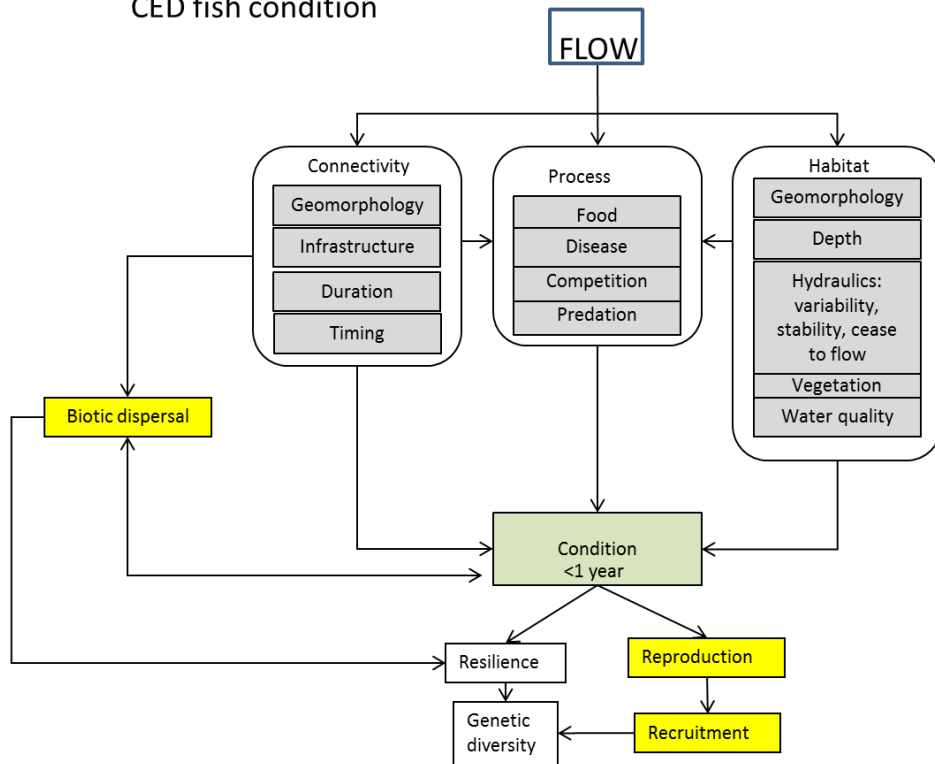 CED fish condition
FLOW
Connectivity
Geomorphology
Infrastructure
Duration
Timing
Process
Food
Disease
Competition
Predation
Habitat
Geomorphology
Depth
Hydraulics:
variability,
stability, cease
to flow
Vegetation
Water quality
Biotic dispersal
Condition
<1 year
Resilience
Reproduction
Genetic
diversity
Recruitment